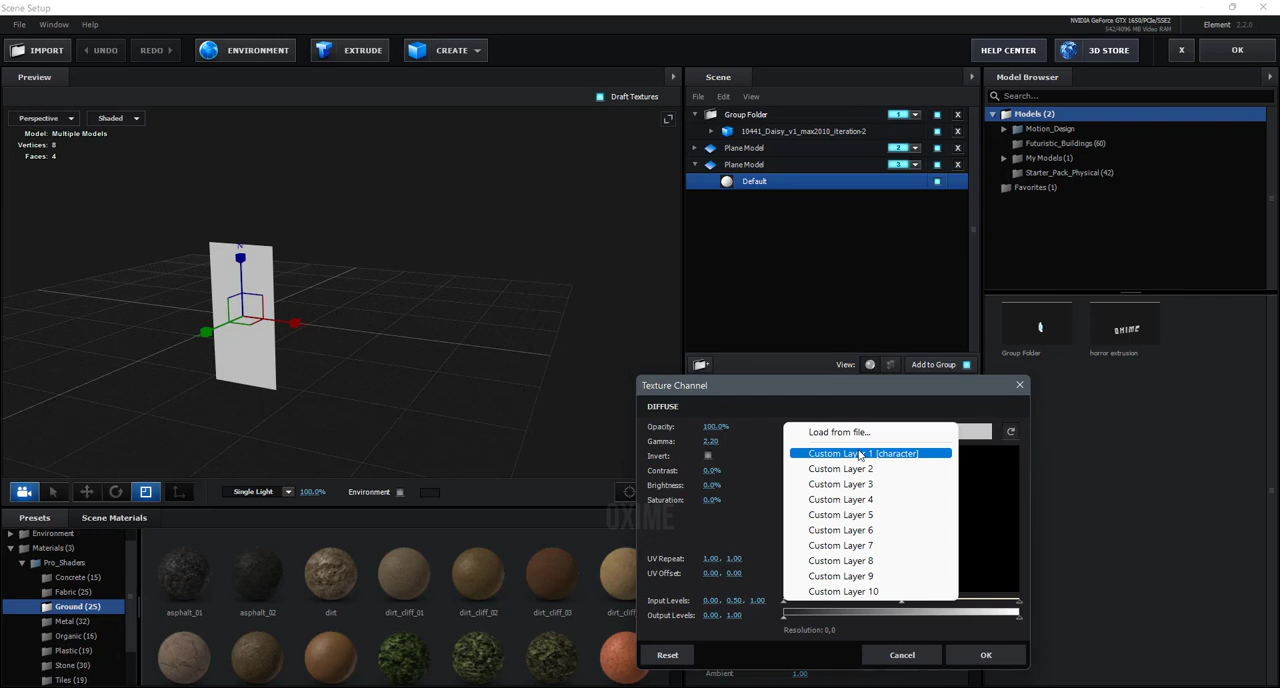 Scene Setup
File Window Help
NVIDIA GeForce GTX 1650/PCIe/SSE2
542/4096 MB Video RAM
Element 2.2.0
IMPORT UNDO REDO ENVIRONMENT EXTRUDE CREATE HELP CENTER 3D STORE X OK
Preview
Draft Textures
Perspective Shaded
Model: Multiple Models
Vertices: 8
Faces: 4
Scene
File Edit View
Group Folder 1 X
10441_Daisy_v1_max2010_iteration-2 X
Plane Model 2 X
Plane Model 3 X
Default
View: Add to Group
Model Browser
Search...
Models (2)
Motion_Design
Futuristic_Buildings (60)
My Models (1)
Starter_Pack_Physical (42)
Favorites (1)
Group Folder
horror extrusion
HORROR
Single Light 100.0% Environment
OXIME
Presets Scene Materials
Environment
Materials (3)
Pro_Shaders
Concrete (15)
Fabric (25)
Ground (25)
Metal (32)
Organic (16)
Plastic (19)
Stone (30)
Tiles (19)
asphalt_01 asphalt_02 dirt dirt_cliff_01 dirt_cliff_02 dirt_cliff_03
Texture Channel
DIFFUSE
Opacity: 100.0%
Gamma: 2.20
Invert:
Contrast: 0.0%
Brightness: 0.0%
Saturation: 0.0%
UV Repeat: 1.00, 1.00
UV Offset: 0.00, 0.00
Input Levels: 0.00, 0.50, 1.00
Output Levels: 0.00, 1.00
Load from file...
Custom Layer 1 [character]
Custom Layer 2
Custom Layer 3
Custom Layer 4
Custom Layer 5
Custom Layer 6
Custom Layer 7
Custom Layer 8
Custom Layer 9
Custom Layer 10
Resolution: 0,0
Reset Cancel OK
Ambient 1.00